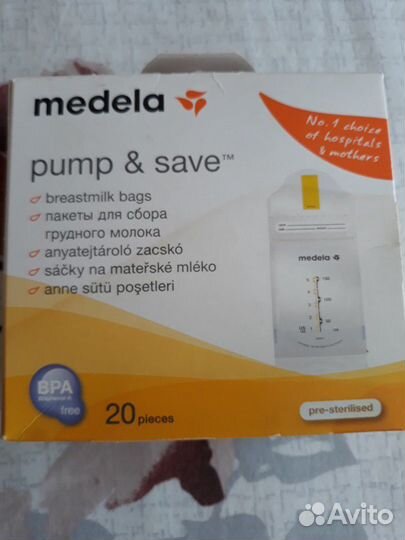 medela
No. 1 choice
of hospitals
& mothers
pump & save™
breastmilk bags
пакеты для сбора
грудного молока
anyatejtároló zacskó
sáčky na mateřské mléko
anne sütü poşetleri
medela
BPA
free
20 pieces
pre-sterilised
Avito